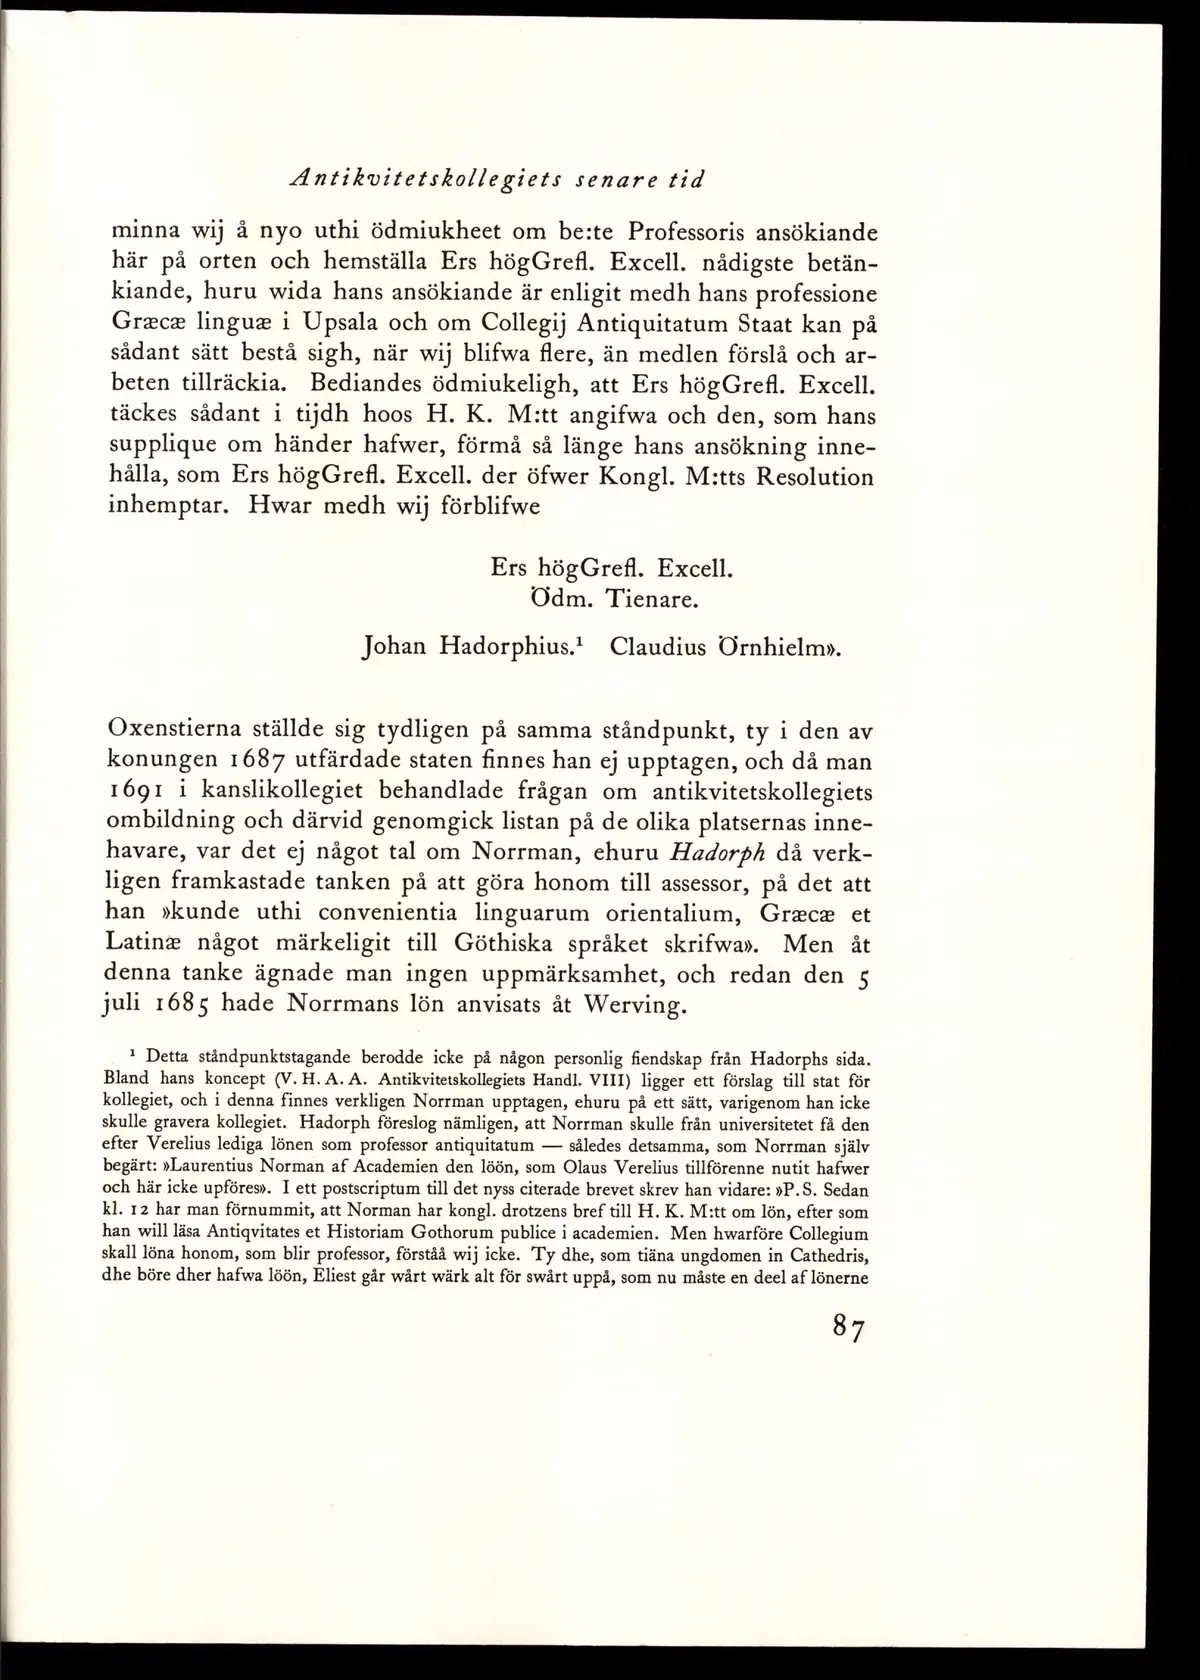 Antikvitetskollegiets senare tid
minna wij å nyo uthi ödmiukheet om be:te Professoris ansökiande
här på orten och hemställa Ers högGrefl. Excell. nådigste betän-
kiande, huru wida hans ansökiande är enligit medh hans professione
Græcæ linguæ i Upsala och om Collegij Antiquitatum Staat kan på
sådant sätt bestå sigh, när wij blifwa flere, än medlen förslå och ar-
beten tillräckia. Bediandes ödmiukeligh, att Ers högGrefl. Excell.
täckes sådant i tijdh hoos H. K. M:tt angifwa och den, som hans
supplique om händer hafwer, förmå så länge hans ansökning inne-
hålla, som Ers högGrefl. Excell. der öfwer Kongl. M:tts Resolution
inhemptar. Hwar medh wij förblifwe
Ers högGrefl. Excell.
Ödm. Tienare.
Johan Hadorphius.¹ Claudius Örnhielm».
Oxenstierna ställde sig tydligen på samma ståndpunkt, ty i den av
konungen 1687 utfärdade staten finnes han ej upptagen, och då man
1691 i kanslikollegiet behandlade frågan om antikvitetskollegiets
ombildning och därvid genomgick listan på de olika platsernas inne-
havare, var det ej något tal om Norrman, ehuru Hadorph då verk-
ligen framkastade tanken på att göra honom till assessor, på det att
han »kunde uthi convenientia linguarum orientalium, Græcæ et
Latinæ något märkeligit till Göthiska språket skrifwa». Men åt
denna tanke ägnade man ingen uppmärksamhet, och redan den 5
juli 1685 hade Norrmans lön anvisats åt Werving.
¹ Detta ståndpunktstagande berodde icke på någon personlig fiendskap från Hadorphs sida.
Bland hans koncept (V. H. A. A. Antikvitetskollegiets Handl. VIII) ligger ett förslag till stat för
kollegiet, och i denna finnes verkligen Norrman upptagen, ehuru på ett sätt, varigenom han icke
skulle gravera kollegiet. Hadorph föreslog nämligen, att Norrman skulle från universitetet få den
efter Verelius lediga lönen som professor antiquitatum — således detsamma, som Norrman själv
begärt: »Laurentius Norman af Academien den löön, som Olaus Verelius tillförenne nutit hafwer
och här icke upföres». I ett postscriptum till det nyss citerade brevet skrev han vidare: »P. S. Sedan
kl. 12 har man förnummit, att Norman har kongl. drotzens bref till H. K. M:tt om lön, efter som
han will läsa Antiqvitates et Historiam Gothorum publice i academien. Men hwarföre Collegium
skall löna honom, som blir professor, förståå wij icke. Ty dhe, som tiäna ungdomen in Cathedris,
dhe böre dher hafwa löön, Eliest går wårt wärk alt för swårt uppå, som nu måste en deel af lönerne
87